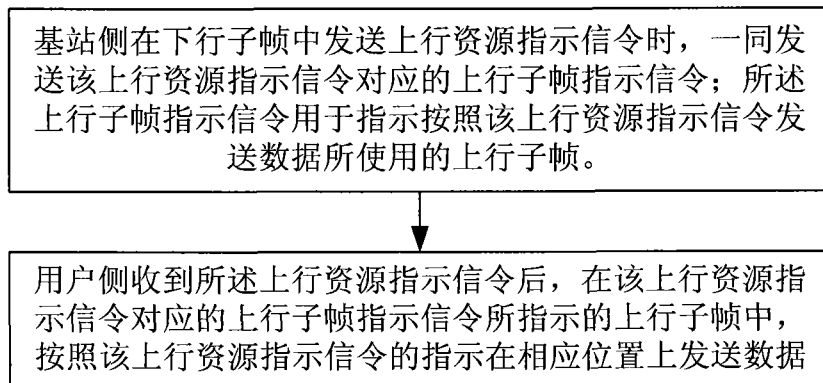 基站侧在下行子帧中发送上行资源指示信令时，一同发
送该上行资源指示信令对应的上行子帧指示信令；所述
上行子帧指示信令用于指示按照该上行资源指示信令发
送数据所使用的上行子帧。
用户侧收到所述上行资源指示信令后，在该上行资源指
示信令对应的上行子帧指示信令所指示的上行子帧中，
按照该上行资源指示信令的指示在相应位置上发送数据